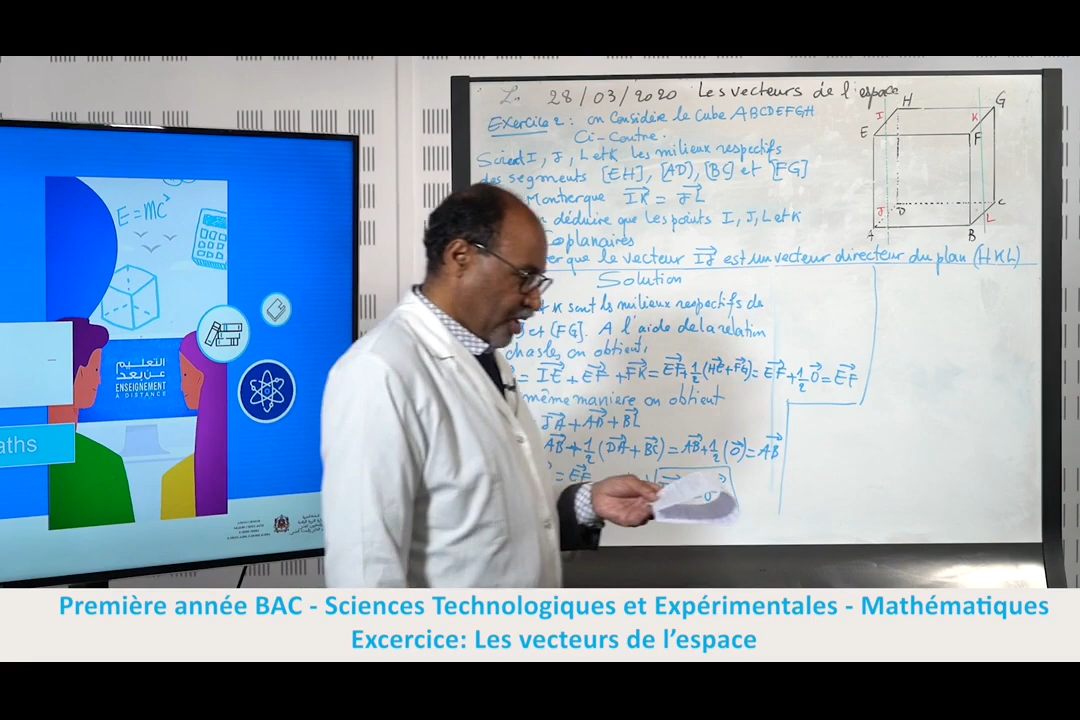 E=mc²
التعليم
عن بعد
ENSEIGNEMENT
A DISTANCE
aths
28/03/2020 Les vecteurs de l'espace
Exercice 2: on Considère le Cube ABCDEFGH
Ci-Contre.
Soient I, J, L et K les milieux respectifs
des segments [EH], [AD], [BC] et [FG]
Montrer que IK = JL
déduire que les points I, J, L et K
Coplanaires
que le vecteur IJ est un vecteur directeur du plan (HKL)
H
G
I
K
E
F
J
D
C
L
A
B
Solution
K sont les milieux respectifs de
et [FG]. A l'aide de la relation
chasles on obtient,
= IE + EF + FK = EF + 1/2 (HE + FG) = EF + 1/2 0 = EF
même maniere on obtient
JA + AB + BL
AB + 1/2 (DA + BC) = AB + 1/2 (0) = AB
= EF
Première année BAC - Sciences Technologiques et Expérimentales - Mathématiques
Excercice: Les vecteurs de l'espace